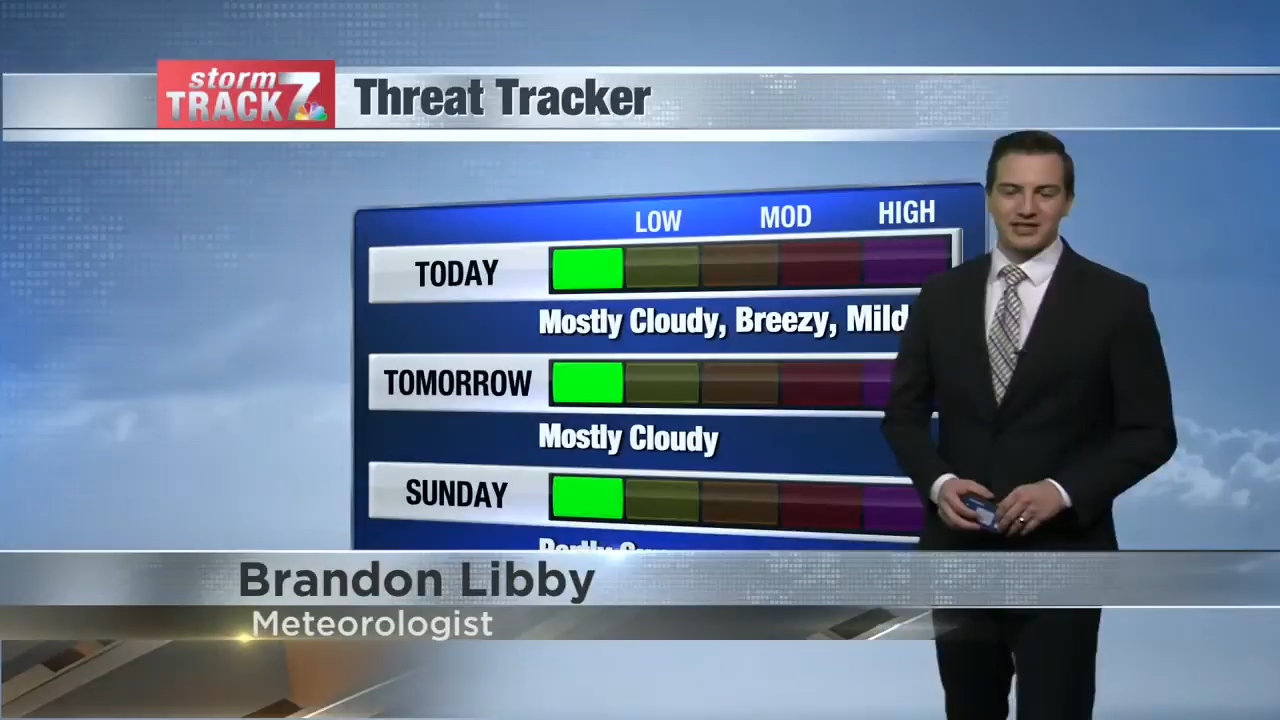 storm
TRACK 7
Threat Tracker
LOW MOD HIGH
TODAY
Mostly Cloudy, Breezy, Mild
TOMORROW
Mostly Cloudy
SUNDAY
Brandon Libby
Meteorologist